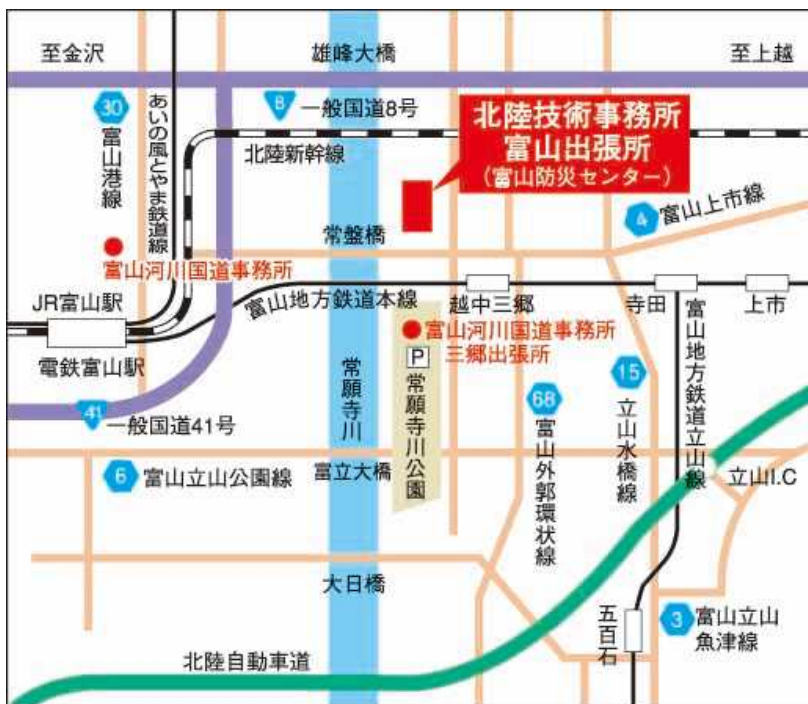 至金沢
雄峰大橋
至上越
30
富山港線
あいの風とやま鉄道線
8
一般国道8号
北陸新幹線
北陸技術事務所
富山出張所
（富山防災センター）
4
富山上市線
常盤橋
富山河川国道事務所
JR富山駅
電鉄富山駅
富山地方鉄道本線
越中三郷
寺田
上市
富山河川国道事務所
三郷出張所
P
常願寺川公園
常願寺川
68
富山外郭環状線
15
立山水橋線
富山地方鉄道立山線
41
一般国道41号
6
富山立山公園線
富立大橋
立山I.C
大日橋
五百石
3
富山立山
魚津線
北陸自動車道